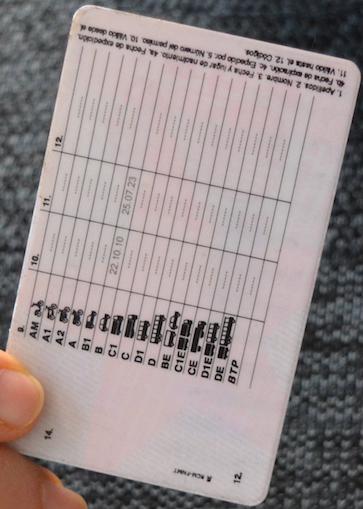 9. 10. 11. 12.
AM
A1
A2
A
B1
B 22.10.10 25.07.23
C1
C
D1
D
BE
C1E
CE
D1E
DE
BTP
14.
12.
RCM-FNMT
1. Apellidos. 2. Nombre. 3. Fecha y lugar de nacimiento. 4a. Fecha de expedición.
4b. Fecha de expiración. 4c. Expedido por. 5. Número del permiso. 10. Válido desde el.
11. Válido hasta el. 12. Códigos.